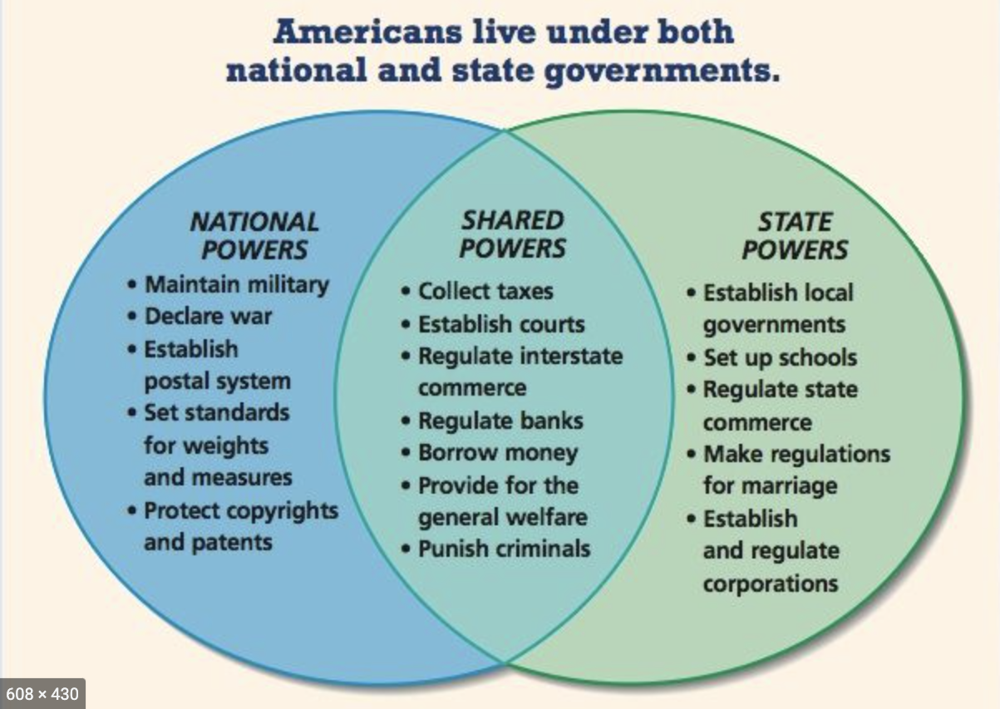 Americans live under both
national and state governments.
NATIONAL
POWERS
• Maintain military
• Declare war
• Establish
postal system
• Set standards
for weights
and measures
• Protect copyrights
and patents
SHARED
POWERS
• Collect taxes
• Establish courts
• Regulate interstate
commerce
• Regulate banks
• Borrow money
• Provide for the
general welfare
• Punish criminals
STATE
POWERS
• Establish local
governments
• Set up schools
• Regulate state
commerce
• Make regulations
for marriage
• Establish
and regulate
corporations
608 × 430